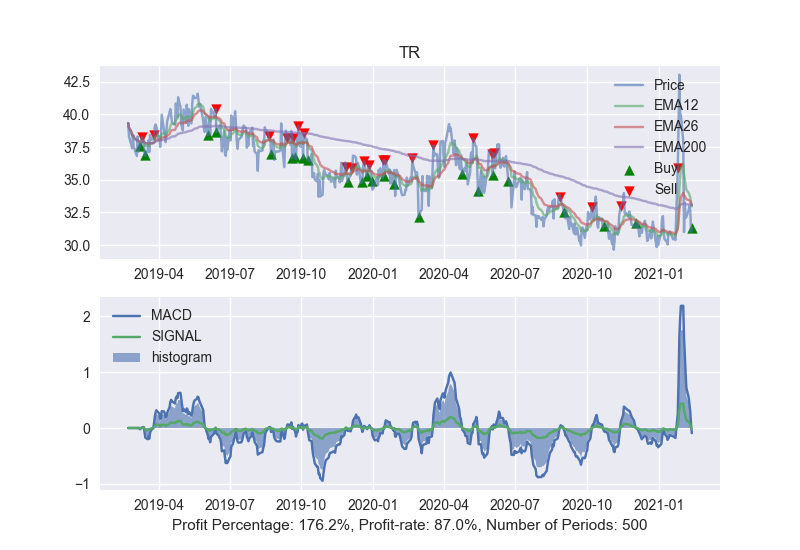 TR
42.5
40.0
37.5
35.0
32.5
30.0
Price
EMA12
EMA26
EMA200
Buy
Sell
2019-04 2019-07 2019-10 2020-01 2020-04 2020-07 2020-10 2021-01
MACD
SIGNAL
histogram
2
1
0
−1
2019-04 2019-07 2019-10 2020-01 2020-04 2020-07 2020-10 2021-01
Profit Percentage: 176.2%, Profit-rate: 87.0%, Number of Periods: 500